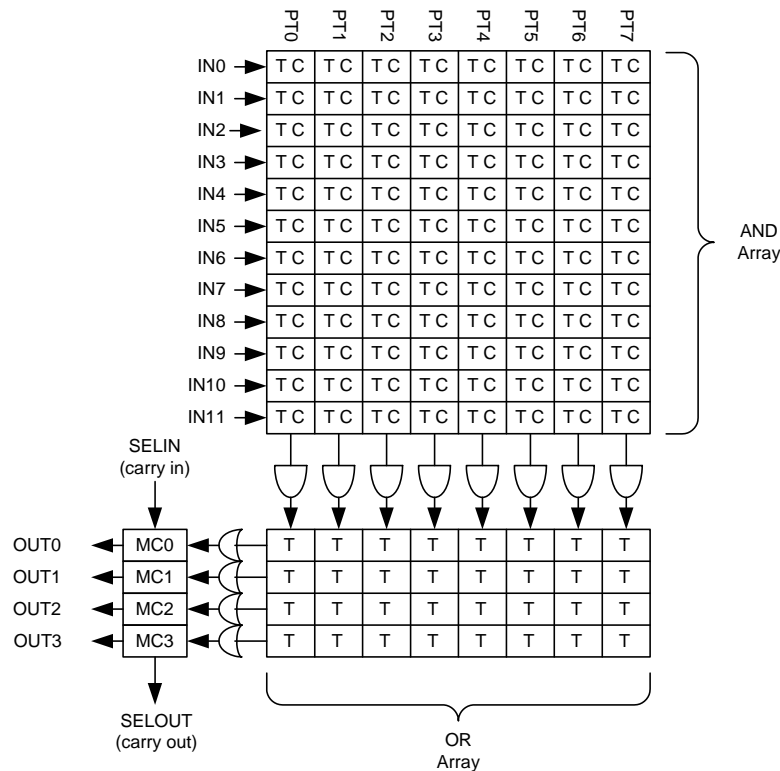 PT0 PT1 PT2 PT3 PT4 PT5 PT6 PT7
IN0 T C T C T C T C T C T C T C T C
IN1 T C T C T C T C T C T C T C T C
IN2 T C T C T C T C T C T C T C T C
IN3 T C T C T C T C T C T C T C T C
IN4 T C T C T C T C T C T C T C T C
IN5 T C T C T C T C T C T C T C T C
IN6 T C T C T C T C T C T C T C T C
IN7 T C T C T C T C T C T C T C T C
IN8 T C T C T C T C T C T C T C T C
IN9 T C T C T C T C T C T C T C T C
IN10 T C T C T C T C T C T C T C T C
IN11 T C T C T C T C T C T C T C T C
AND
Array
SELIN
(carry in)
OUT0 MC0 T T T T T T T T
OUT1 MC1 T T T T T T T T
OUT2 MC2 T T T T T T T T
OUT3 MC3 T T T T T T T T
SELOUT
(carry out)
OR
Array